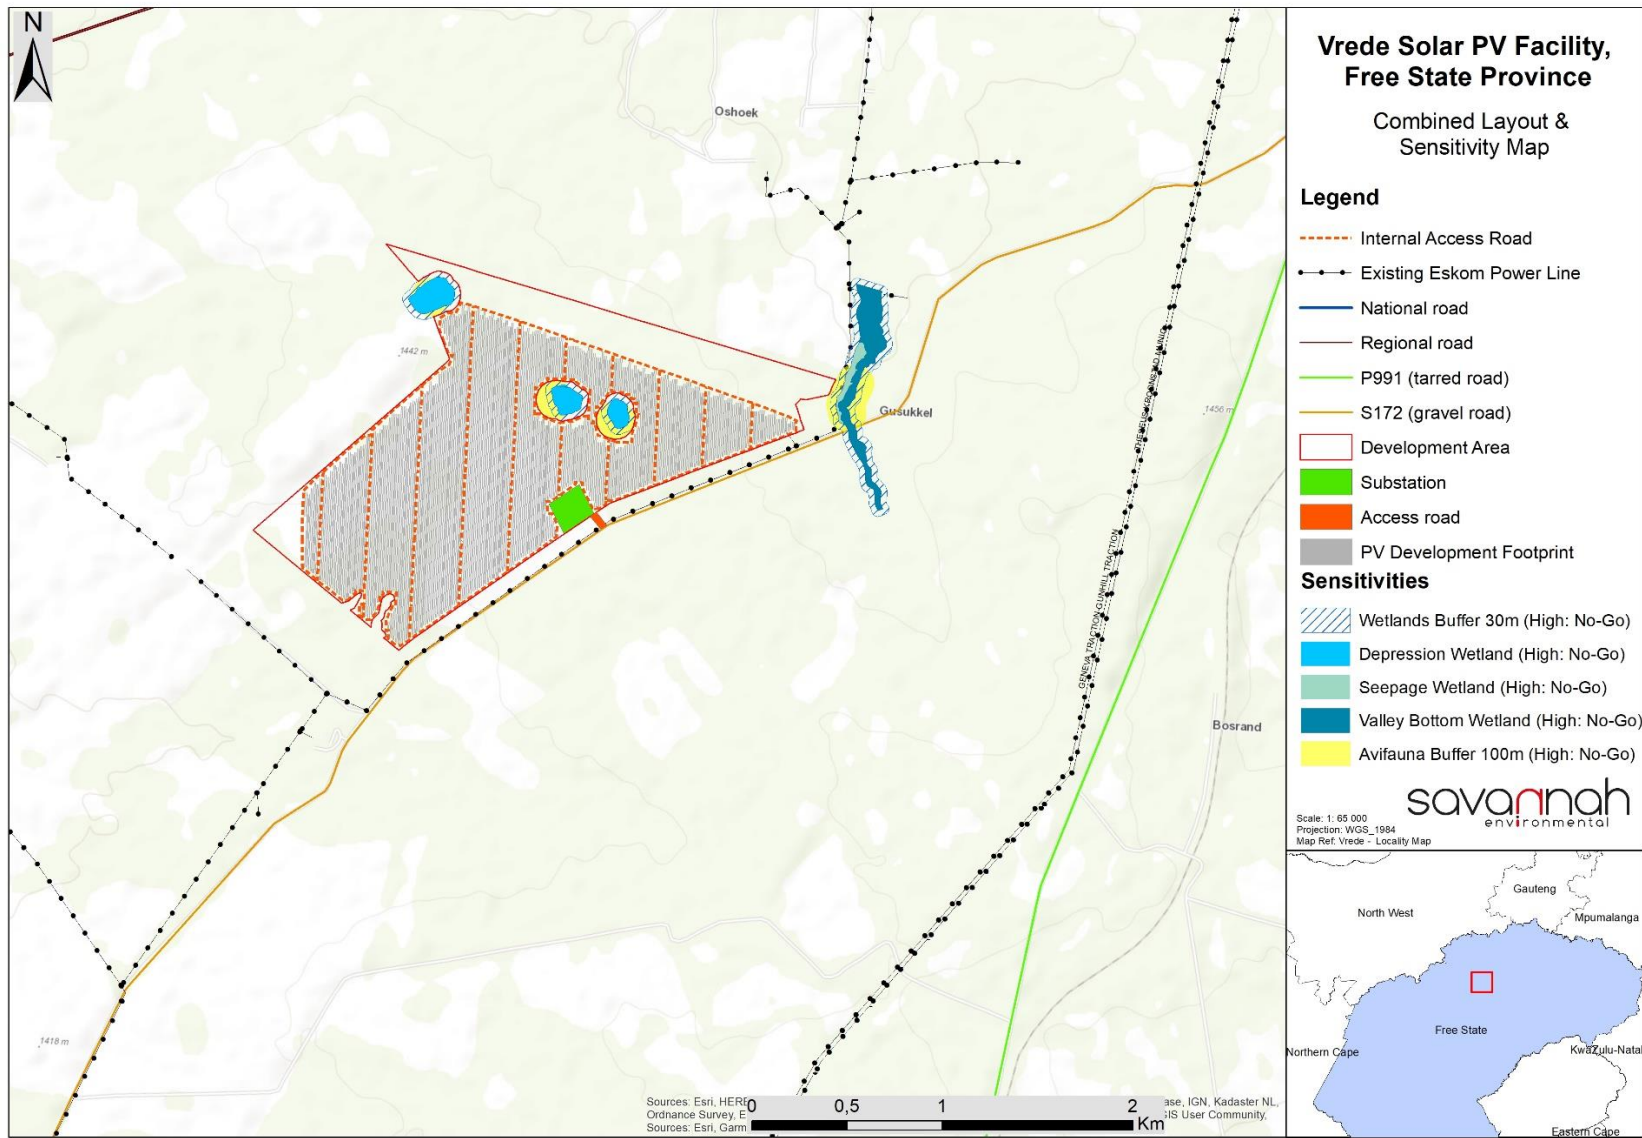 N
Oshoek
1442 m
Gusukkel
1456 m
GENEVA TRACTION-GUNHILL TRACTION
Bosrand
1418 m
Sources: Esri, HERE
Ordnance Survey, E
Sources: Esri, Garm
ase, IGN, Kadaster NL,
GIS User Community,
0 0,5 1 2
Km
Vrede Solar PV Facility,
Free State Province
Combined Layout &
Sensitivity Map
Legend
Internal Access Road
Existing Eskom Power Line
National road
Regional road
P991 (tarred road)
S172 (gravel road)
Development Area
Substation
Access road
PV Development Footprint
Sensitivities
Wetlands Buffer 30m (High: No-Go)
Depression Wetland (High: No-Go)
Seepage Wetland (High: No-Go)
Valley Bottom Wetland (High: No-Go)
Avifauna Buffer 100m (High: No-Go)
savannah
environmental
Scale: 1: 65 000
Projection: WGS_1984
Map Ref: Vrede - Locality Map
Gauteng
North West
Mpumalanga
Free State
Northern Cape
KwaZulu-Natal
Eastern Cape